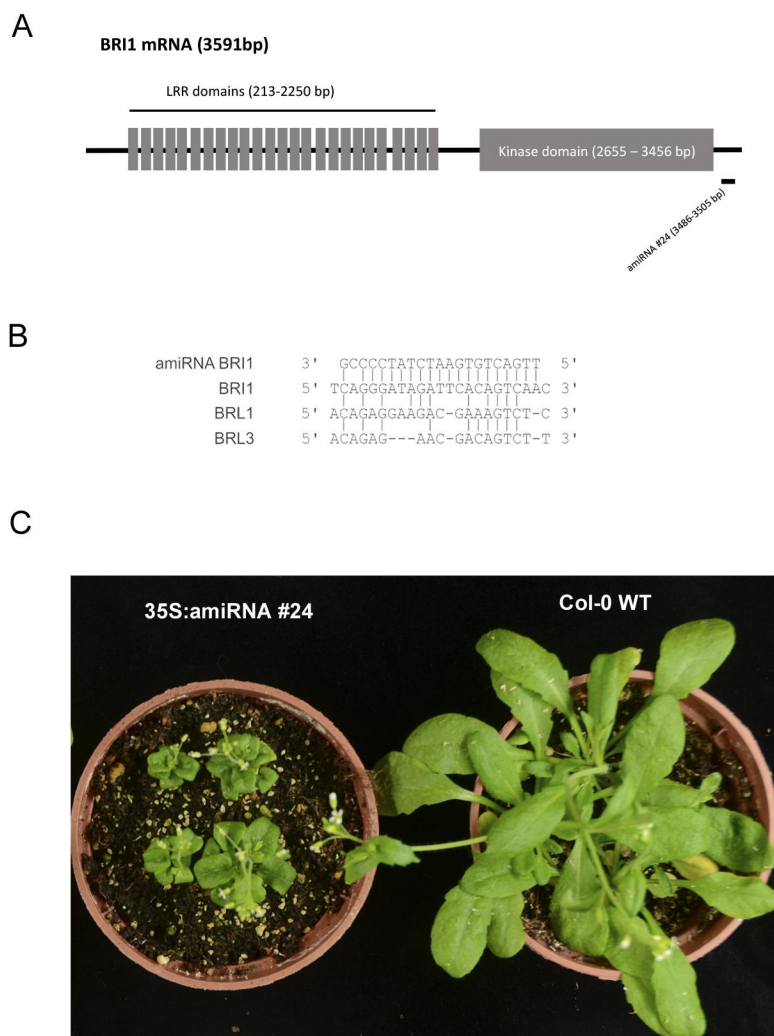 A
BRI1 mRNA (3591bp)
LRR domains (213-2250 bp)
Kinase domain (2655 – 3456 bp)
amiRNA #24 (3486-3505 bp)
B
amiRNA BRI1 3' GCCCCTATCTAAGTGTCAGTT 5'
BRI1 5' TCAGGGATAGATTCACAGTCAAC 3'
BRL1 5' ACAGAGGAAGAC-GAAAGTCT-C 3'
BRL3 5' ACAGAG---AAC-GACAGTCT-T 3'
C
35S:amiRNA #24
Col-0 WT